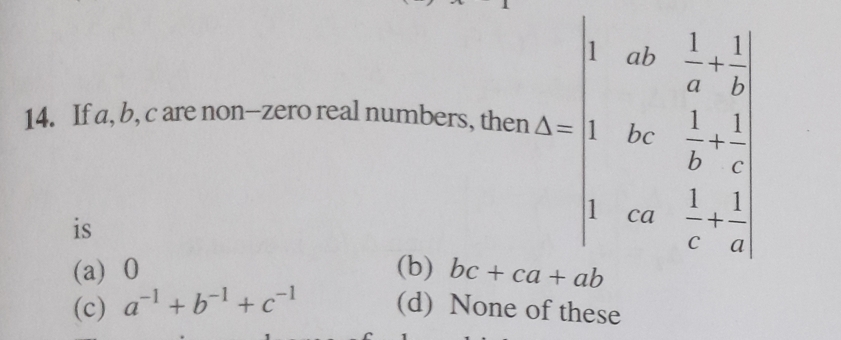 14. If a, b, c are non–zero real numbers, then Δ = | 1 ab 1/a + 1/b |
| 1 bc 1/b + 1/c |
| 1 ca 1/c + 1/a |
is
(a) 0 (b) bc + ca + ab
(c) a⁻¹ + b⁻¹ + c⁻¹ (d) None of these